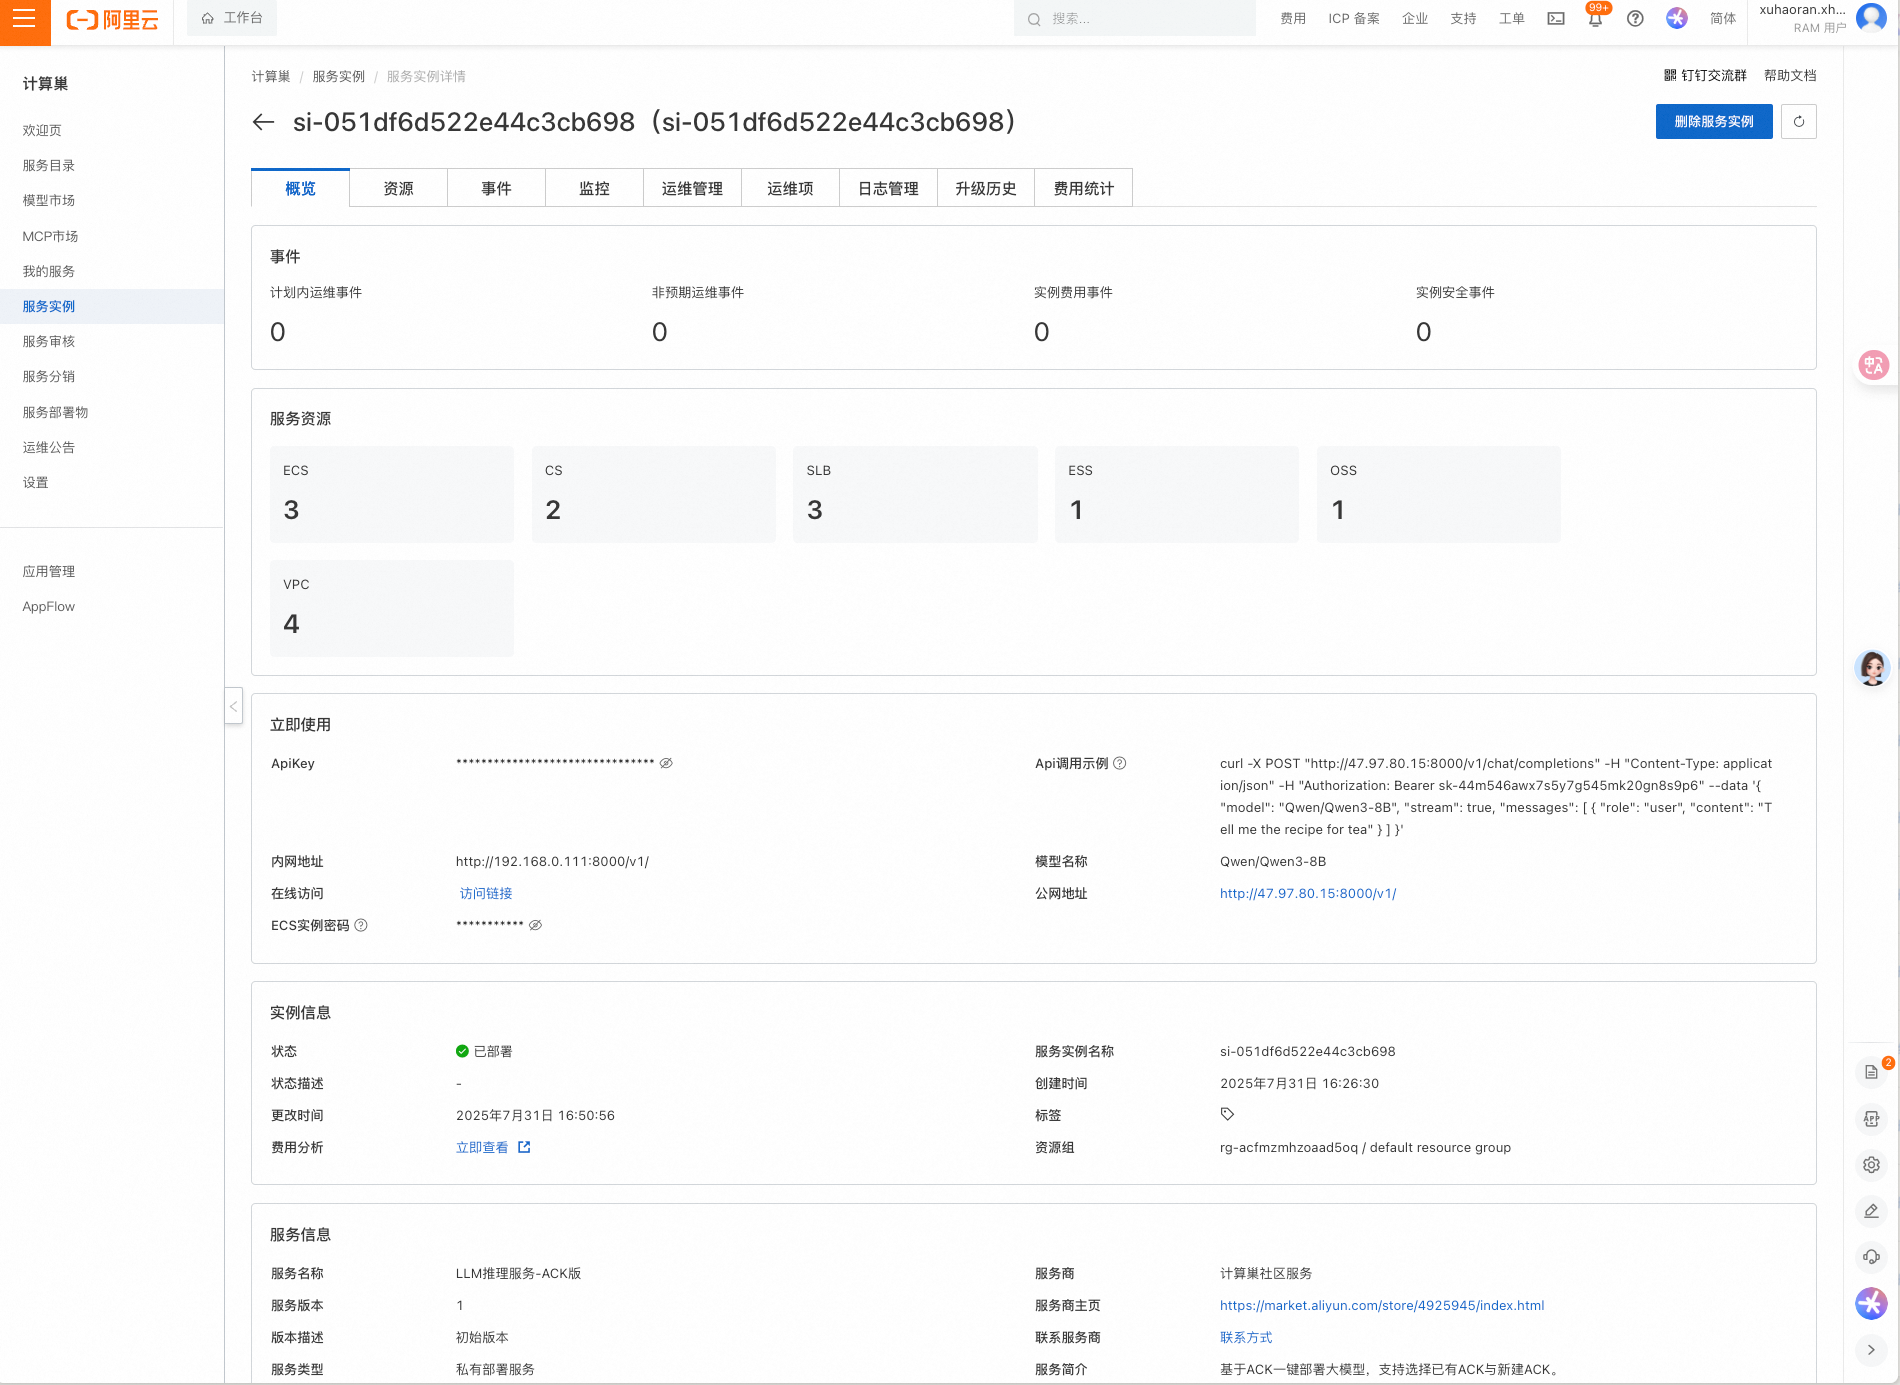 阿里云
工作台
搜索...
费用
ICP 备案
企业
支持
工单
99+
简体
xuhaoran.xh...
RAM 用户
计算巢
欢迎页
服务目录
模型市场
MCP市场
我的服务
服务实例
服务审核
服务分销
服务部署物
运维公告
设置
应用管理
AppFlow
计算巢 / 服务实例 / 服务实例详情
钉钉交流群 帮助文档
si-051df6d522e44c3cb698（si-051df6d522e44c3cb698）
删除服务实例
概览 资源 事件 监控 运维管理 运维项 日志管理 升级历史 费用统计
事件
计划内运维事件 非预期运维事件 实例费用事件 实例安全事件
0 0 0 0
服务资源
ECS CS SLB ESS OSS
3 2 3 1 1
VPC
4
立即使用
ApiKey ********************************
Api调用示例
curl -X POST "http://47.97.80.15:8000/v1/chat/completions" -H "Content-Type: applicat
ion/json" -H "Authorization: Bearer sk-44m546awx7s5y7g545mk20gn8s9p6" --data '{
"model": "Qwen/Qwen3-8B", "stream": true, "messages": [ { "role": "user", "content": "T
ell me the recipe for tea" } ] }'
内网地址 http://192.168.0.111:8000/v1/ 模型名称 Qwen/Qwen3-8B
在线访问 访问链接 公网地址 http://47.97.80.15:8000/v1/
ECS实例密码 ***********
实例信息
状态 已部署 服务实例名称 si-051df6d522e44c3cb698
状态描述 - 创建时间 2025年7月31日 16:26:30
更改时间 2025年7月31日 16:50:56 标签
费用分析 立即查看 资源组 rg-acfmzmhzoaad5oq / default resource group
服务信息
服务名称 LLM推理服务-ACK版 服务商 计算巢社区服务
服务版本 1 服务商主页 https://market.aliyun.com/store/4925945/index.html
版本描述 初始版本 联系服务商 联系方式
服务类型 私有部署服务 服务简介 基于ACK一键部署大模型，支持选择已有ACK与新建ACK。
中A
2
API